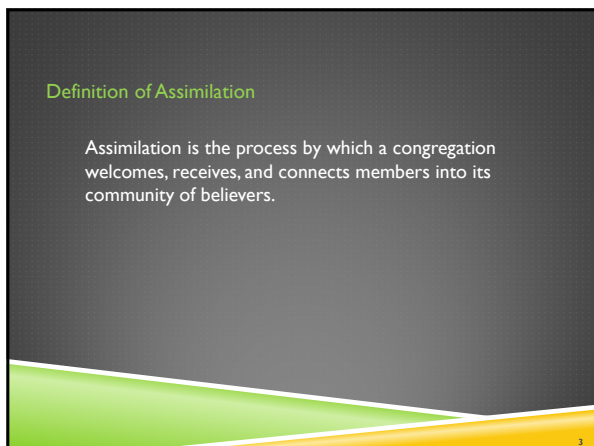 Definition of Assimilation
Assimilation is the process by which a congregation
welcomes, receives, and connects members into its
community of believers.
3